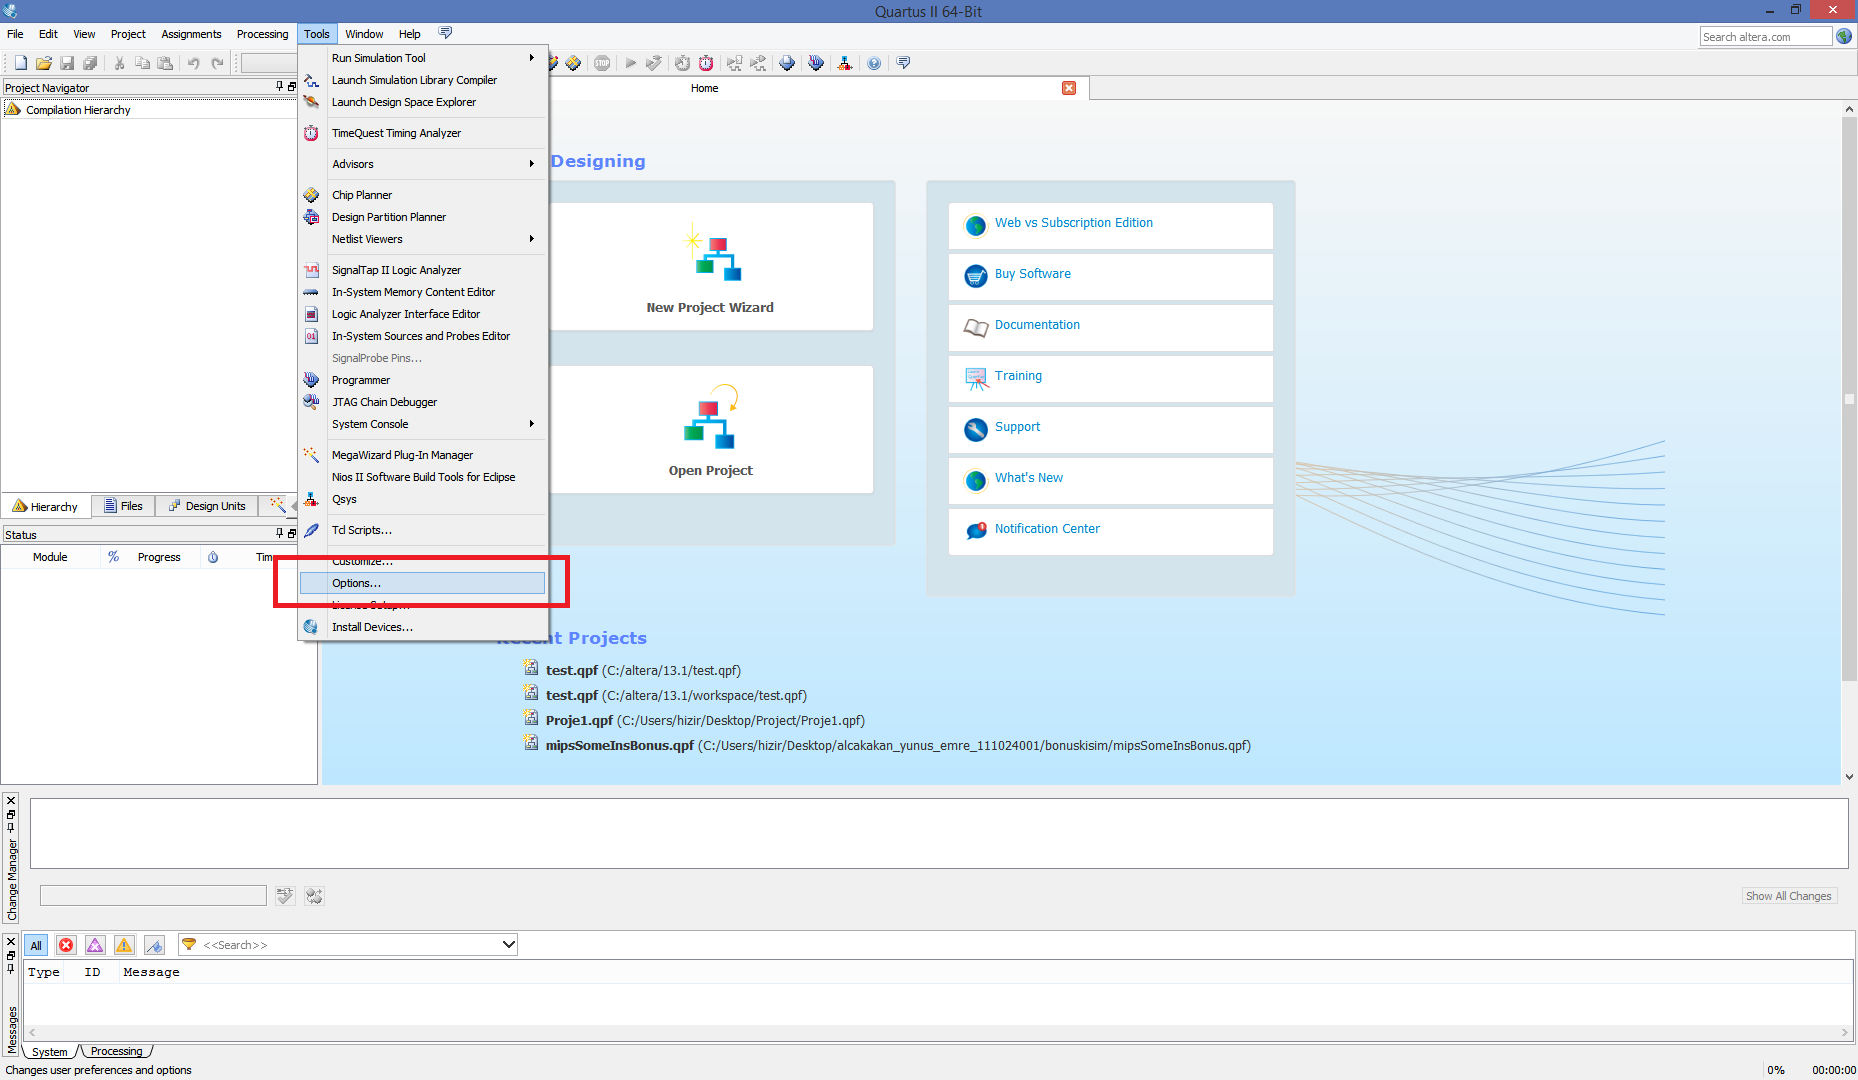 Quartus II 64-Bit
File Edit View Project Assignments Processing Tools Window Help
Search altera.com
Project Navigator
Compilation Hierarchy
Hierarchy Files Design Units
Status
Module % Progress Tim
Run Simulation Tool
Launch Simulation Library Compiler
Launch Design Space Explorer
TimeQuest Timing Analyzer
Advisors
Chip Planner
Design Partition Planner
Netlist Viewers
SignalTap II Logic Analyzer
In-System Memory Content Editor
Logic Analyzer Interface Editor
In-System Sources and Probes Editor
SignalProbe Pins...
Programmer
JTAG Chain Debugger
System Console
MegaWizard Plug-In Manager
Nios II Software Build Tools for Eclipse
Qsys
Tcl Scripts...
Customize...
Options...
License Setup...
Install Devices...
Home
Designing
New Project Wizard
Open Project
Web vs Subscription Edition
Buy Software
Documentation
Training
Support
What's New
Notification Center
Recent Projects
test.qpf (C:/altera/13.1/test.qpf)
test.qpf (C:/altera/13.1/workspace/test.qpf)
Proje1.qpf (C:/Users/hizir/Desktop/Project/Proje1.qpf)
mipsSomeInsBonus.qpf (C:/Users/hizir/Desktop/alcakakan_yunus_emre_111024001/bonuskisim/mipsSomeInsBonus.qpf)
Change Manager
Show All Changes
All <<Search>>
Type ID Message
Messages
System Processing
Changes user preferences and options
0% 00:00:00